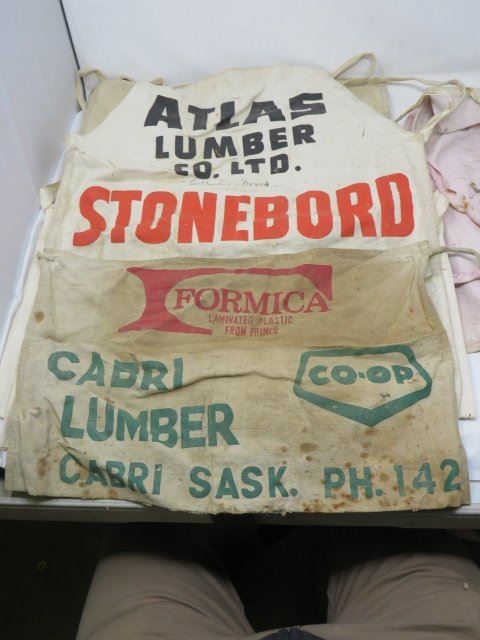 ATLAS
LUMBER
CO. LTD.
STONEBORD
FORMICA
LAMINATED PLASTIC
FROM PRIMCO
CABRI
CO-OP
LUMBER
CABRI SASK. PH. 142